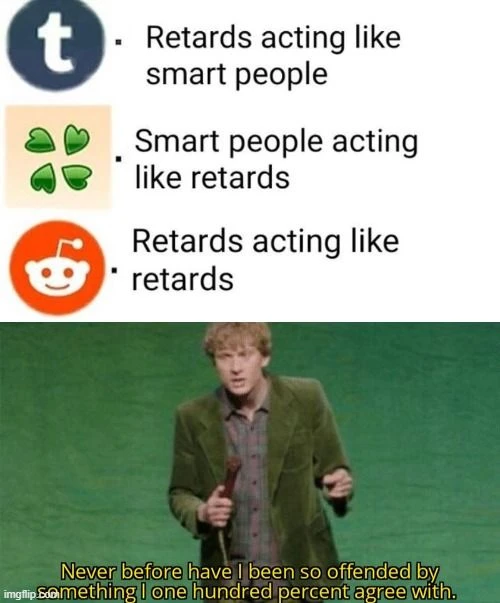 t
Retards acting like
smart people
Smart people acting
like retards
Retards acting like
retards
Never before have I been so offended by
something I one hundred percent agree with.
imgflip.com